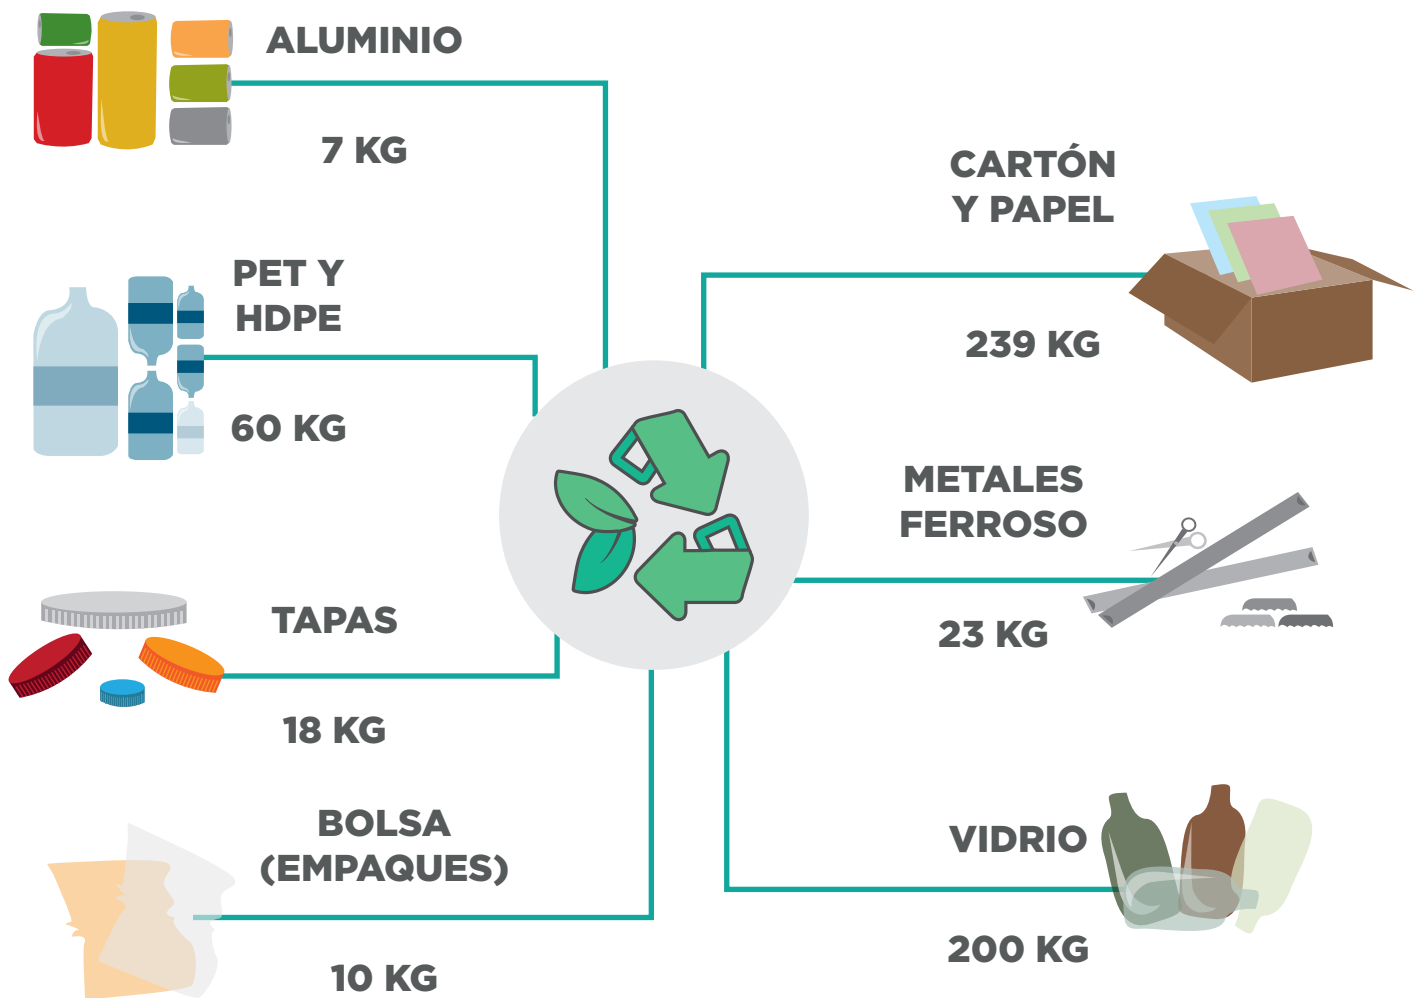 ALUMINIO
7 KG
PET Y
HDPE
60 KG
TAPAS
18 KG
BOLSA
(EMPAQUES)
10 KG
CARTÓN
Y PAPEL
239 KG
METALES
FERROSO
23 KG
VIDRIO
200 KG